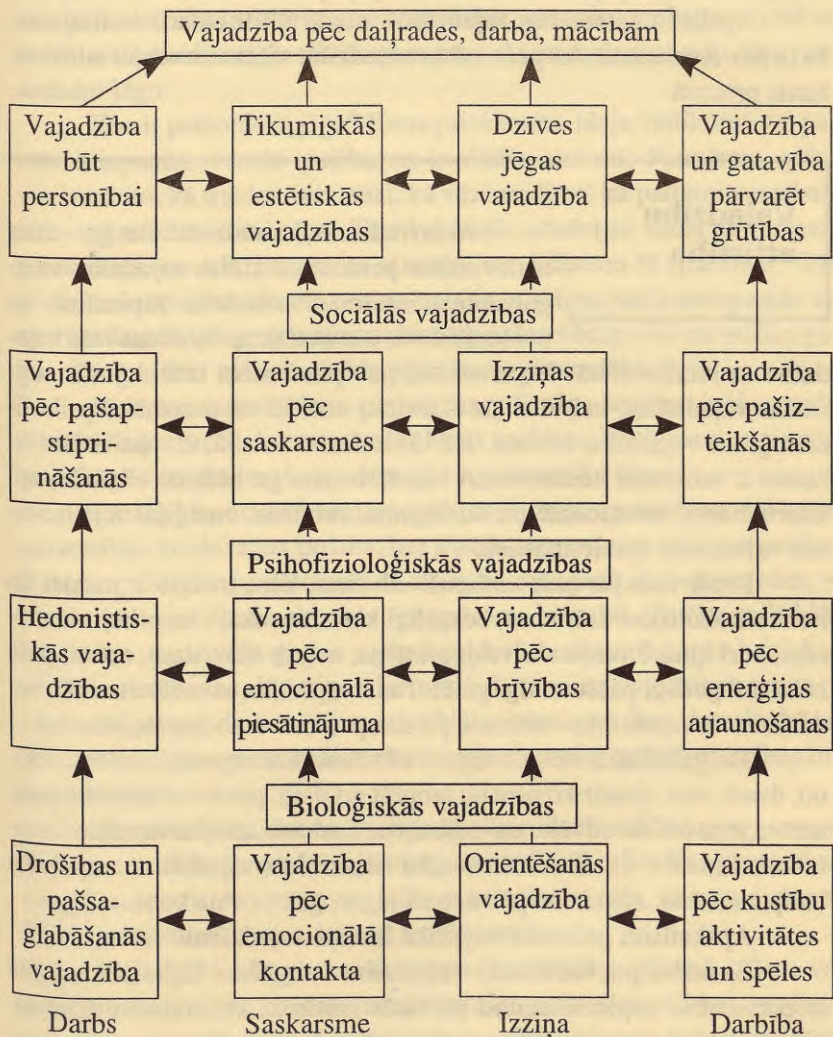 Vajadzība pēc daiļrades, darba, mācībām
Vajadzība
būt
personībai
Tikumiskās
un
estētiskās
vajadzības
Dzīves
jēgas
vajadzība
Vajadzība
un gatavība
pārvarēt
grūtības
Sociālās vajadzības
Vajadzība
pēc pašap-
stipri-
nāšanās
Vajadzība
pēc
saskarsmes
Izziņas
vajadzība
Vajadzība
pēc pašiz-
teikšanās
Psihofizioloģiskās vajadzības
Hedonistis-
kās vaja-
dzības
Vajadzība
pēc
emocionālā
piesātinājuma
Vajadzība
pēc
brīvības
Vajadzība
pēc
enerģijas
atjaunošanas
Bioloģiskās vajadzības
Drošības un
pašsa-
glabāšanās
vajadzība
Vajadzība
pēc
emocionālā
kontakta
Orientēšanās
vajadzība
Vajadzība
pēc kustību
aktivitātes
un spēles
Darbs
Saskarsme
Izziņa
Darbība